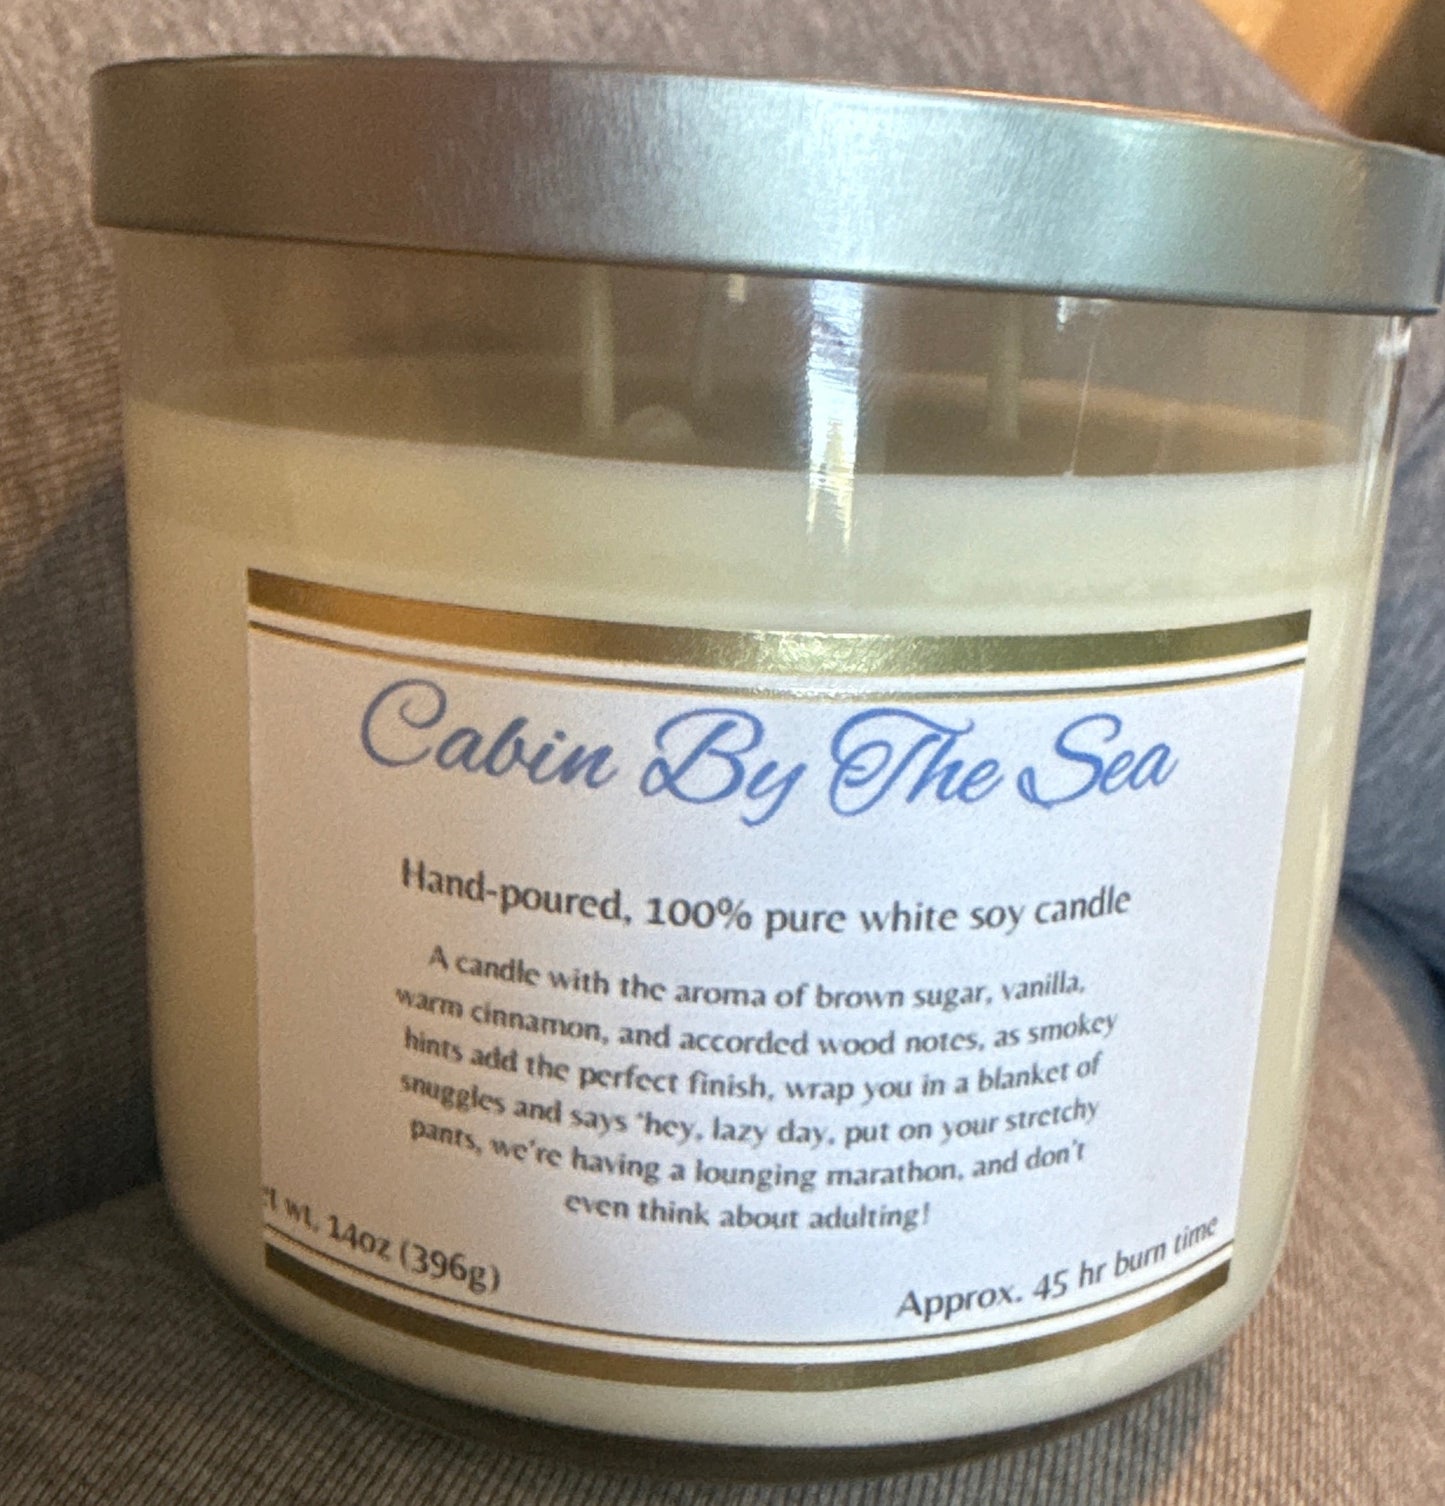 Cabin By The Sea
Hand-poured, 100% pure white soy candle
A candle with the aroma of brown sugar, vanilla,
warm cinnamon, and accorded wood notes, as smokey
hints add the perfect finish, wrap you in a blanket of
snuggles and says "hey, lazy day, put on your stretchy
pants, we're having a lounging marathon, and don't
even think about adulting!
et wt. 14oz (396g)
Approx. 45 hr burn time